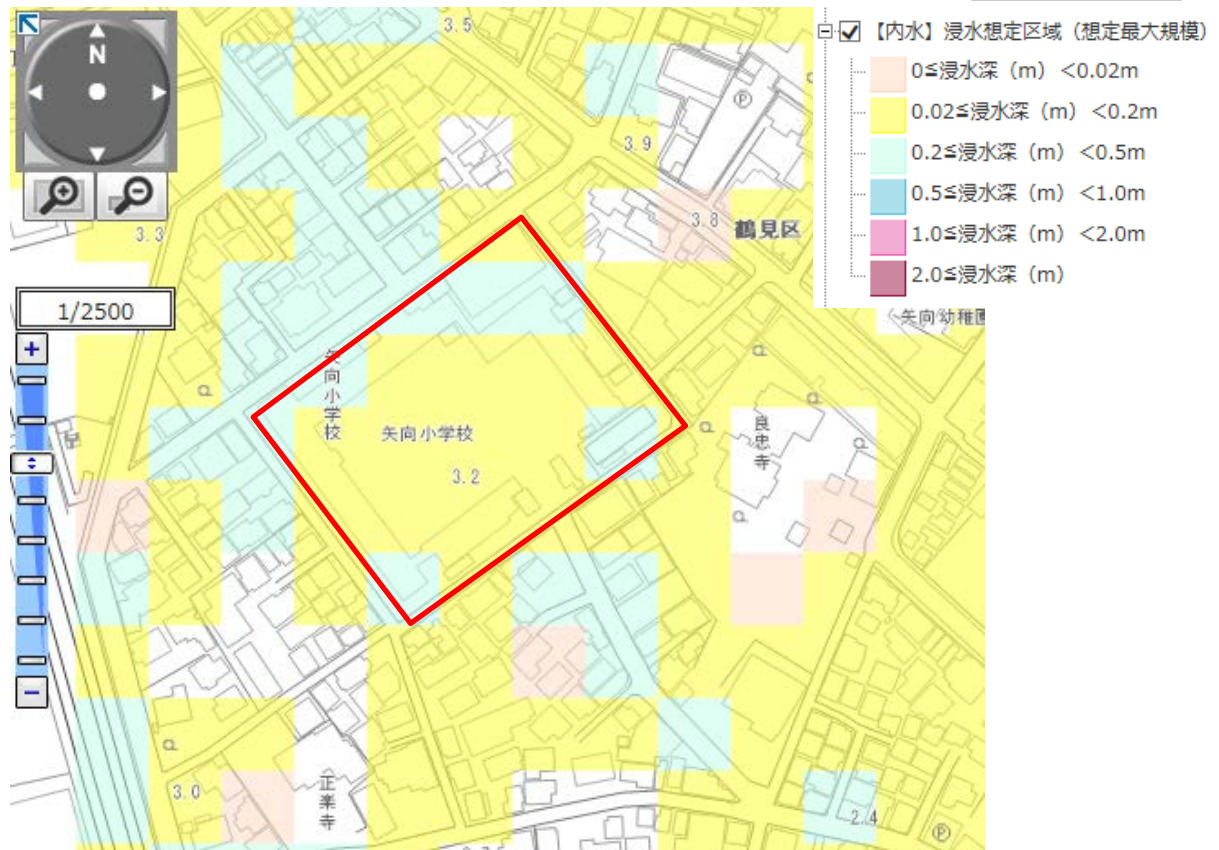 【内水】浸水想定区域（想定最大規模）
0≦浸水深（m）＜0.02m
0.02≦浸水深（m）＜0.2m
0.2≦浸水深（m）＜0.5m
0.5≦浸水深（m）＜1.0m
1.0≦浸水深（m）＜2.0m
2.0≦浸水深（m）
N
3.5
P
3.9
3.8
鶴見区
3.3
1/2500
+
−
矢向幼稚園
矢向小学校
矢向小学校
3.2
良忠寺
正楽寺
3.0
2.4
P